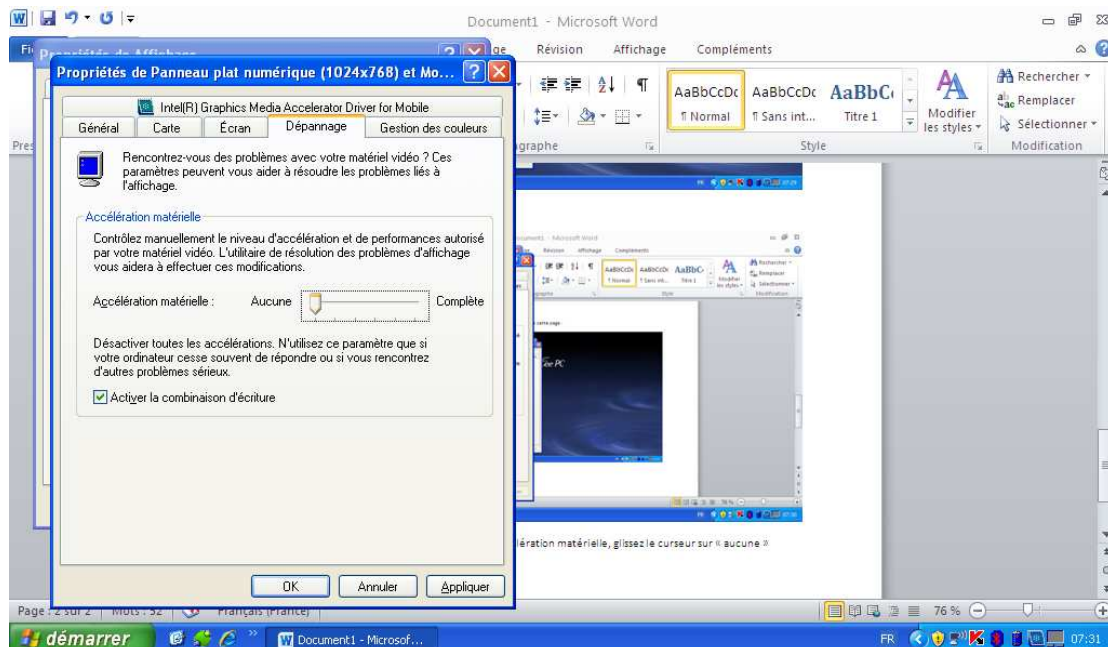 Document1 - Microsoft Word
Propriétés de Affichage
Révision Affichage Compléments
Propriétés de Panneau plat numérique (1024x768) et Mo...
Intel(R) Graphics Media Accelerator Driver for Mobile
Général Carte Écran Dépannage Gestion des couleurs
Rencontrez-vous des problèmes avec votre matériel vidéo ? Ces
paramètres peuvent vous aider à résoudre les problèmes liés à
l'affichage.
Accélération matérielle
Contrôlez manuellement le niveau d'accélération et de performances autorisé
par votre matériel vidéo. L'utilitaire de résolution des problèmes d'affichage
vous aidera à effectuer ces modifications.
Accélération matérielle : Aucune Complète
Désactiver toutes les accélérations. N'utilisez ce paramètre que si
votre ordinateur cesse souvent de répondre ou si vous rencontrez
d'autres problèmes sérieux.
Activer la combinaison d'écriture
OK Annuler Appliquer
AaBbCcDc AaBbCcDc AaBbC
¶ Normal ¶ Sans int... Titre 1
Modifier
les styles
Rechercher
Remplacer
Sélectionner
Style Modification
Eee PC
matérielle, glissez le curseur sur « aucune »
Page : 2 sur 2 Mots : 52 Français (France) 76 %
démarrer Document1 - Microsof... FR 07:31